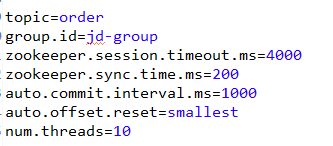 topic=order
group.id=jd-group
zookeeper.session.timeout.ms=4000
zookeeper.sync.time.ms=200
auto.commit.interval.ms=1000
auto.offset.reset=smallest
num.threads=10